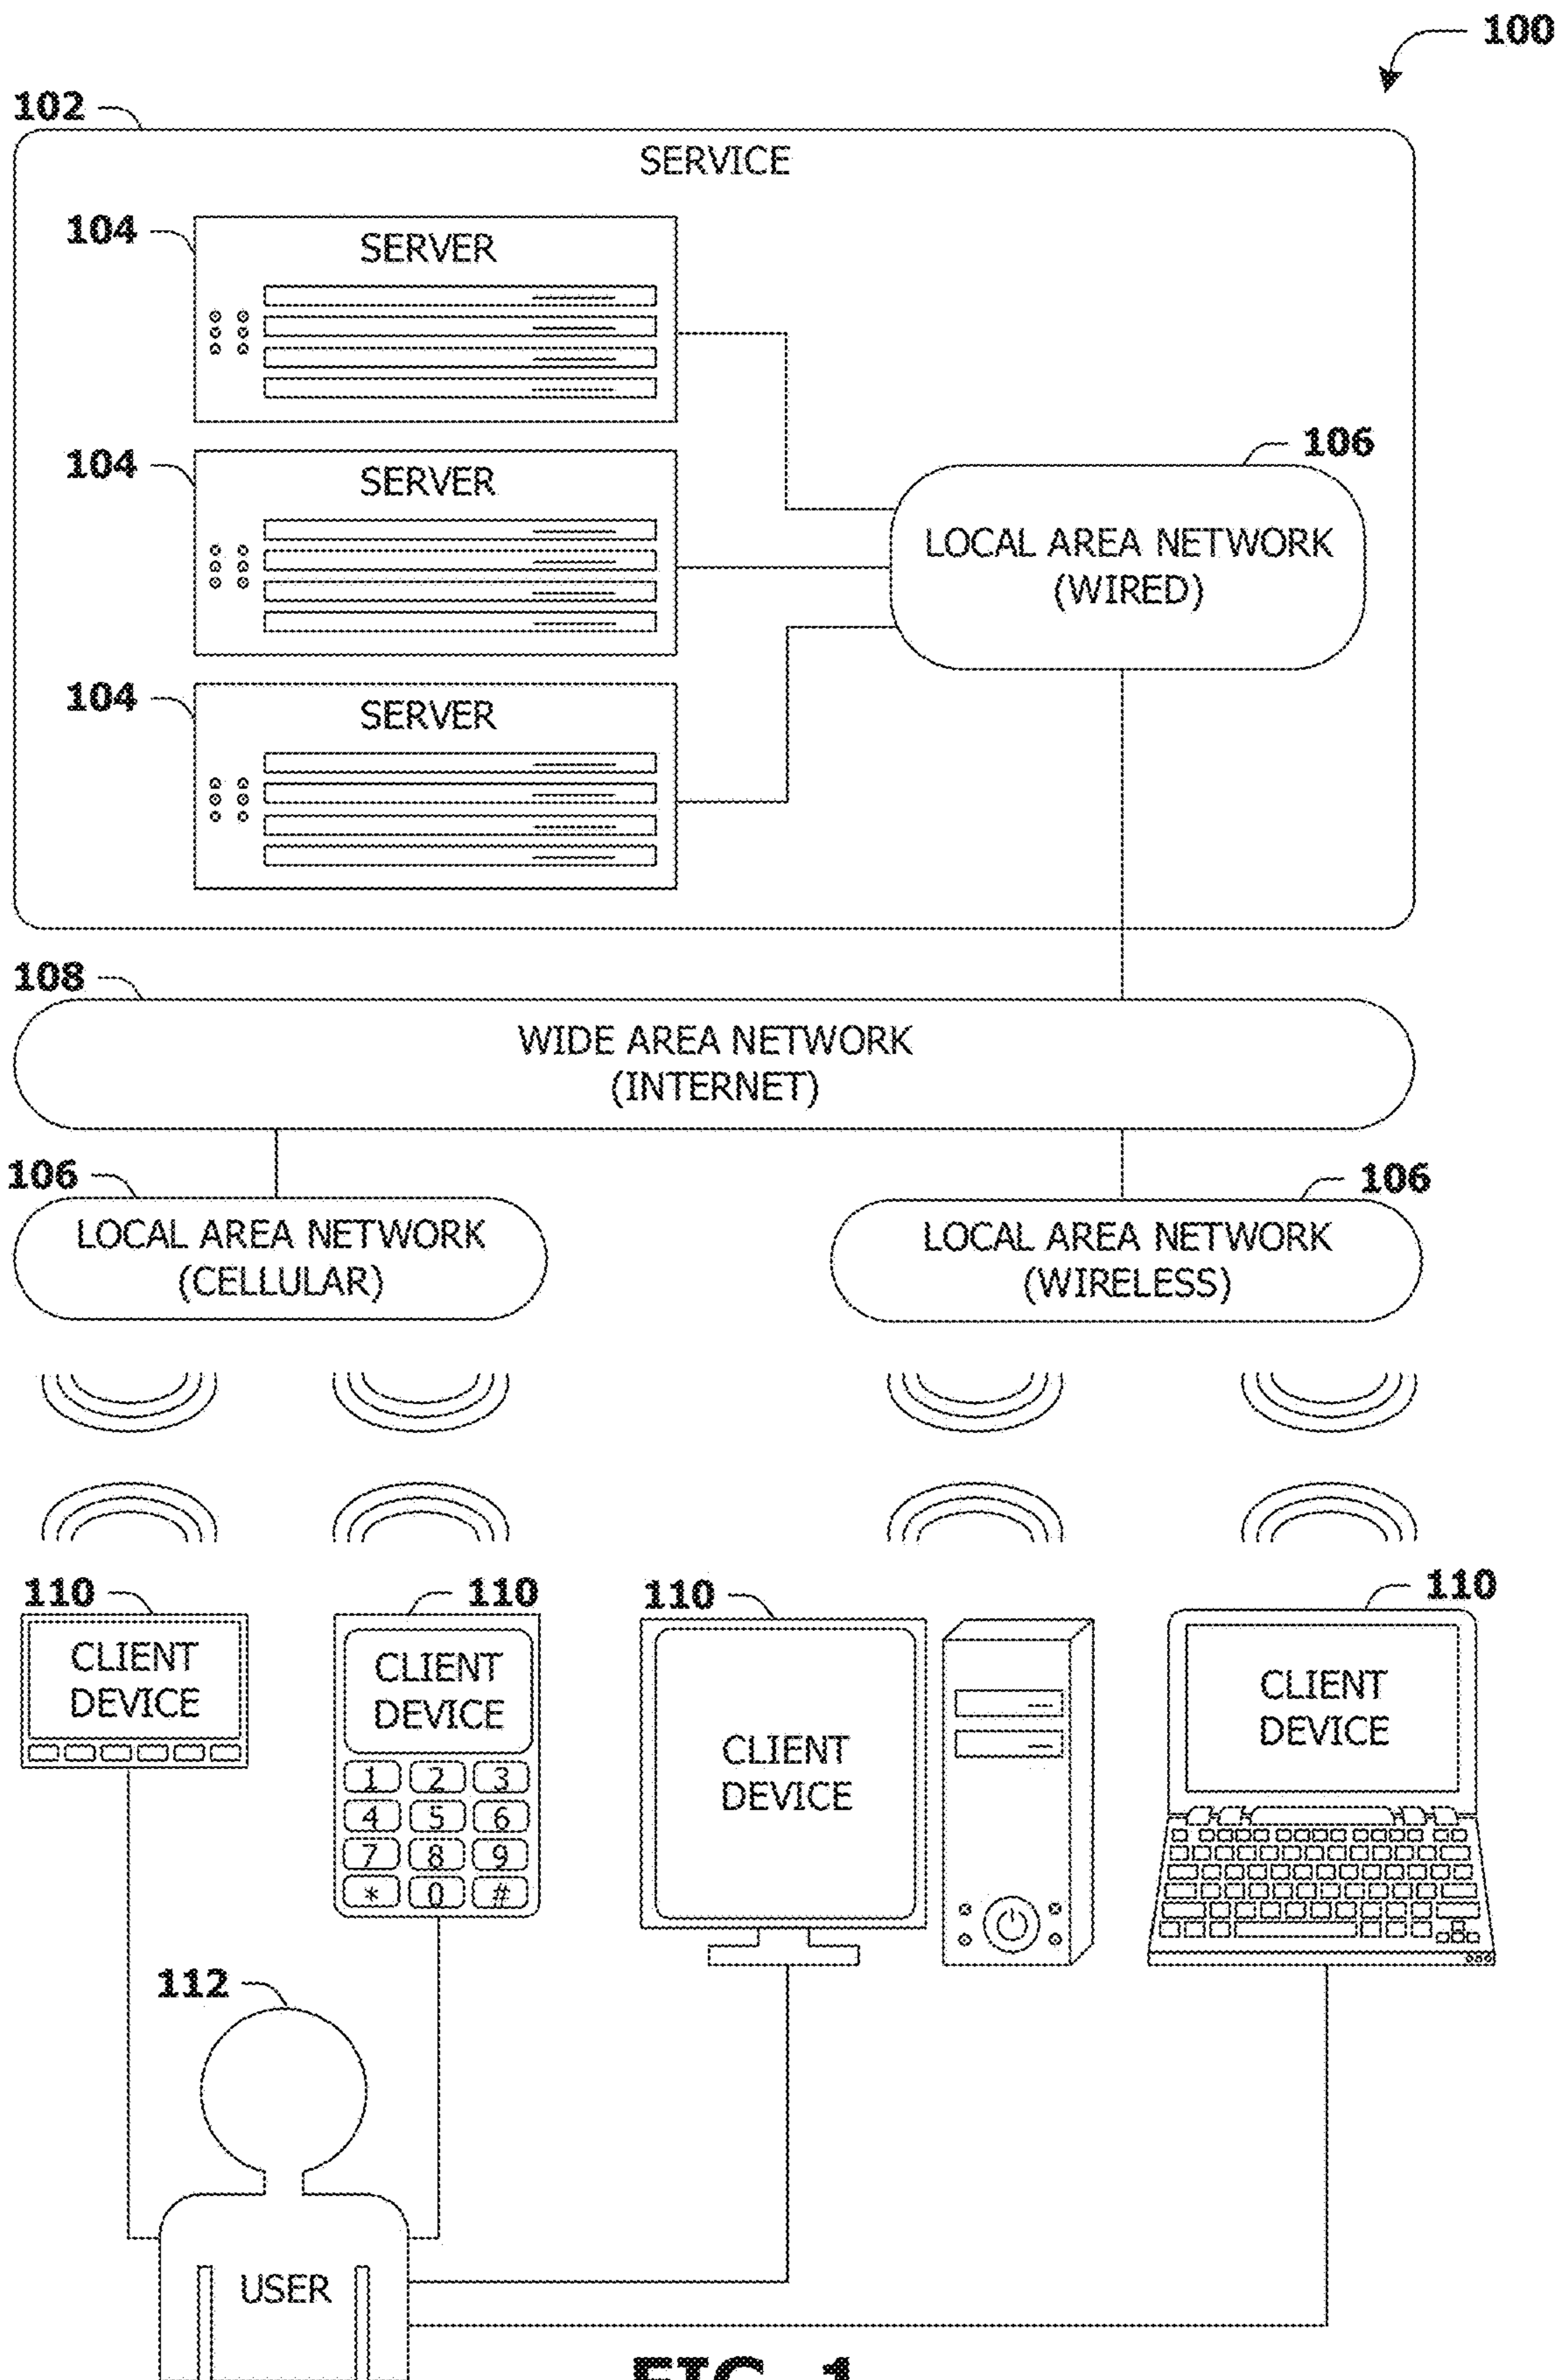 100
102
SERVICE
104
SERVER
104
SERVER
106
LOCAL AREA NETWORK
(WIRED)
104
SERVER
108
WIDE AREA NETWORK
(INTERNET)
106
LOCAL AREA NETWORK
(CELLULAR)
106
LOCAL AREA NETWORK
(WIRELESS)
110
CLIENT
DEVICE
110
CLIENT
DEVICE
1 2 3
4 5 6
7 8 9
* 0 #
110
CLIENT
DEVICE
110
CLIENT
DEVICE
112
USER
FIG. 1